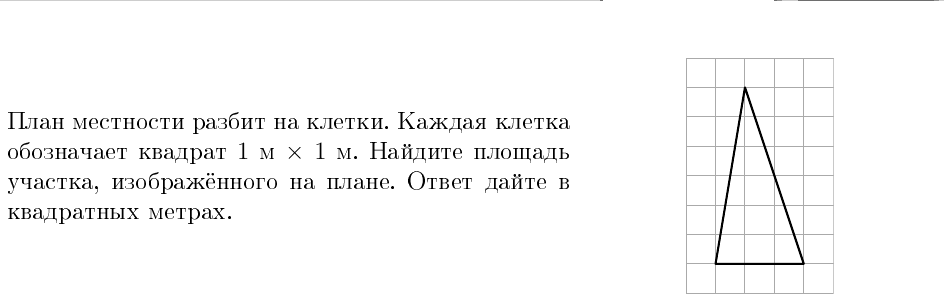 План местности разбит на клетки. Каждая клетка
обозначает квадрат 1 м × 1 м. Найдите площадь
участка, изображённого на плане. Ответ дайте в
квадратных метрах.